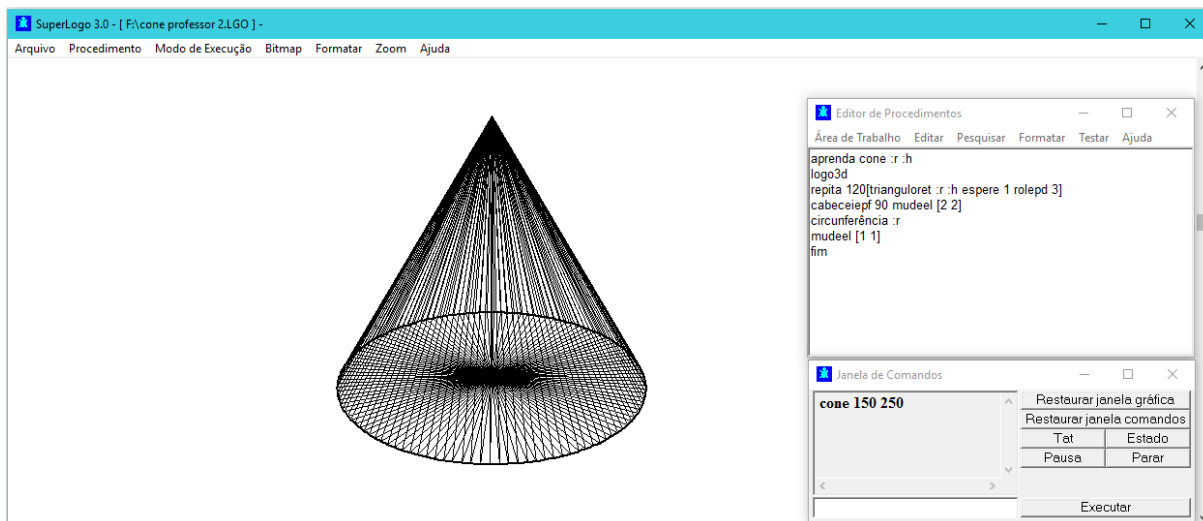 SuperLogo 3.0 - [ F:\cone professor 2.LGO ] -
Arquivo Procedimento Modo de Execução Bitmap Formatar Zoom Ajuda
Editor de Procedimentos
Área de Trabalho Editar Pesquisar Formatar Testar Ajuda
aprenda cone :r :h
logo3d
repita 120[trianguloret :r :h espere 1 rolepd 3]
cabeceiepf 90 mudeel [2 2]
circunferência :r
mudeel [1 1]
fim
Janela de Comandos
cone 150 250
Restaurar janela gráfica
Restaurar janela comandos
Tat Estado
Pausa Parar
Executar